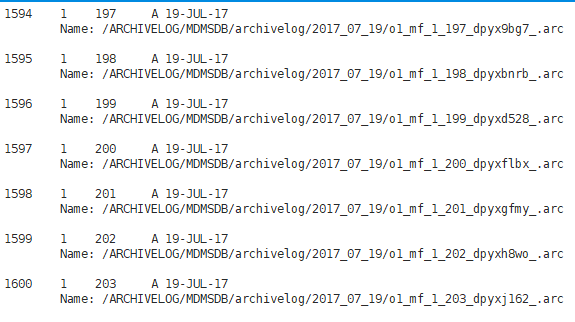 1594 1 197 A 19-JUL-17
Name: /ARCHIVELOG/MDMSDB/archivelog/2017_07_19/o1_mf_1_197_dpyx9bg7_.arc
1595 1 198 A 19-JUL-17
Name: /ARCHIVELOG/MDMSDB/archivelog/2017_07_19/o1_mf_1_198_dpyxbnrb_.arc
1596 1 199 A 19-JUL-17
Name: /ARCHIVELOG/MDMSDB/archivelog/2017_07_19/o1_mf_1_199_dpyxd528_.arc
1597 1 200 A 19-JUL-17
Name: /ARCHIVELOG/MDMSDB/archivelog/2017_07_19/o1_mf_1_200_dpyxflbx_.arc
1598 1 201 A 19-JUL-17
Name: /ARCHIVELOG/MDMSDB/archivelog/2017_07_19/o1_mf_1_201_dpyxgfmy_.arc
1599 1 202 A 19-JUL-17
Name: /ARCHIVELOG/MDMSDB/archivelog/2017_07_19/o1_mf_1_202_dpyxh8wo_.arc
1600 1 203 A 19-JUL-17
Name: /ARCHIVELOG/MDMSDB/archivelog/2017_07_19/o1_mf_1_203_dpyxj162_.arc